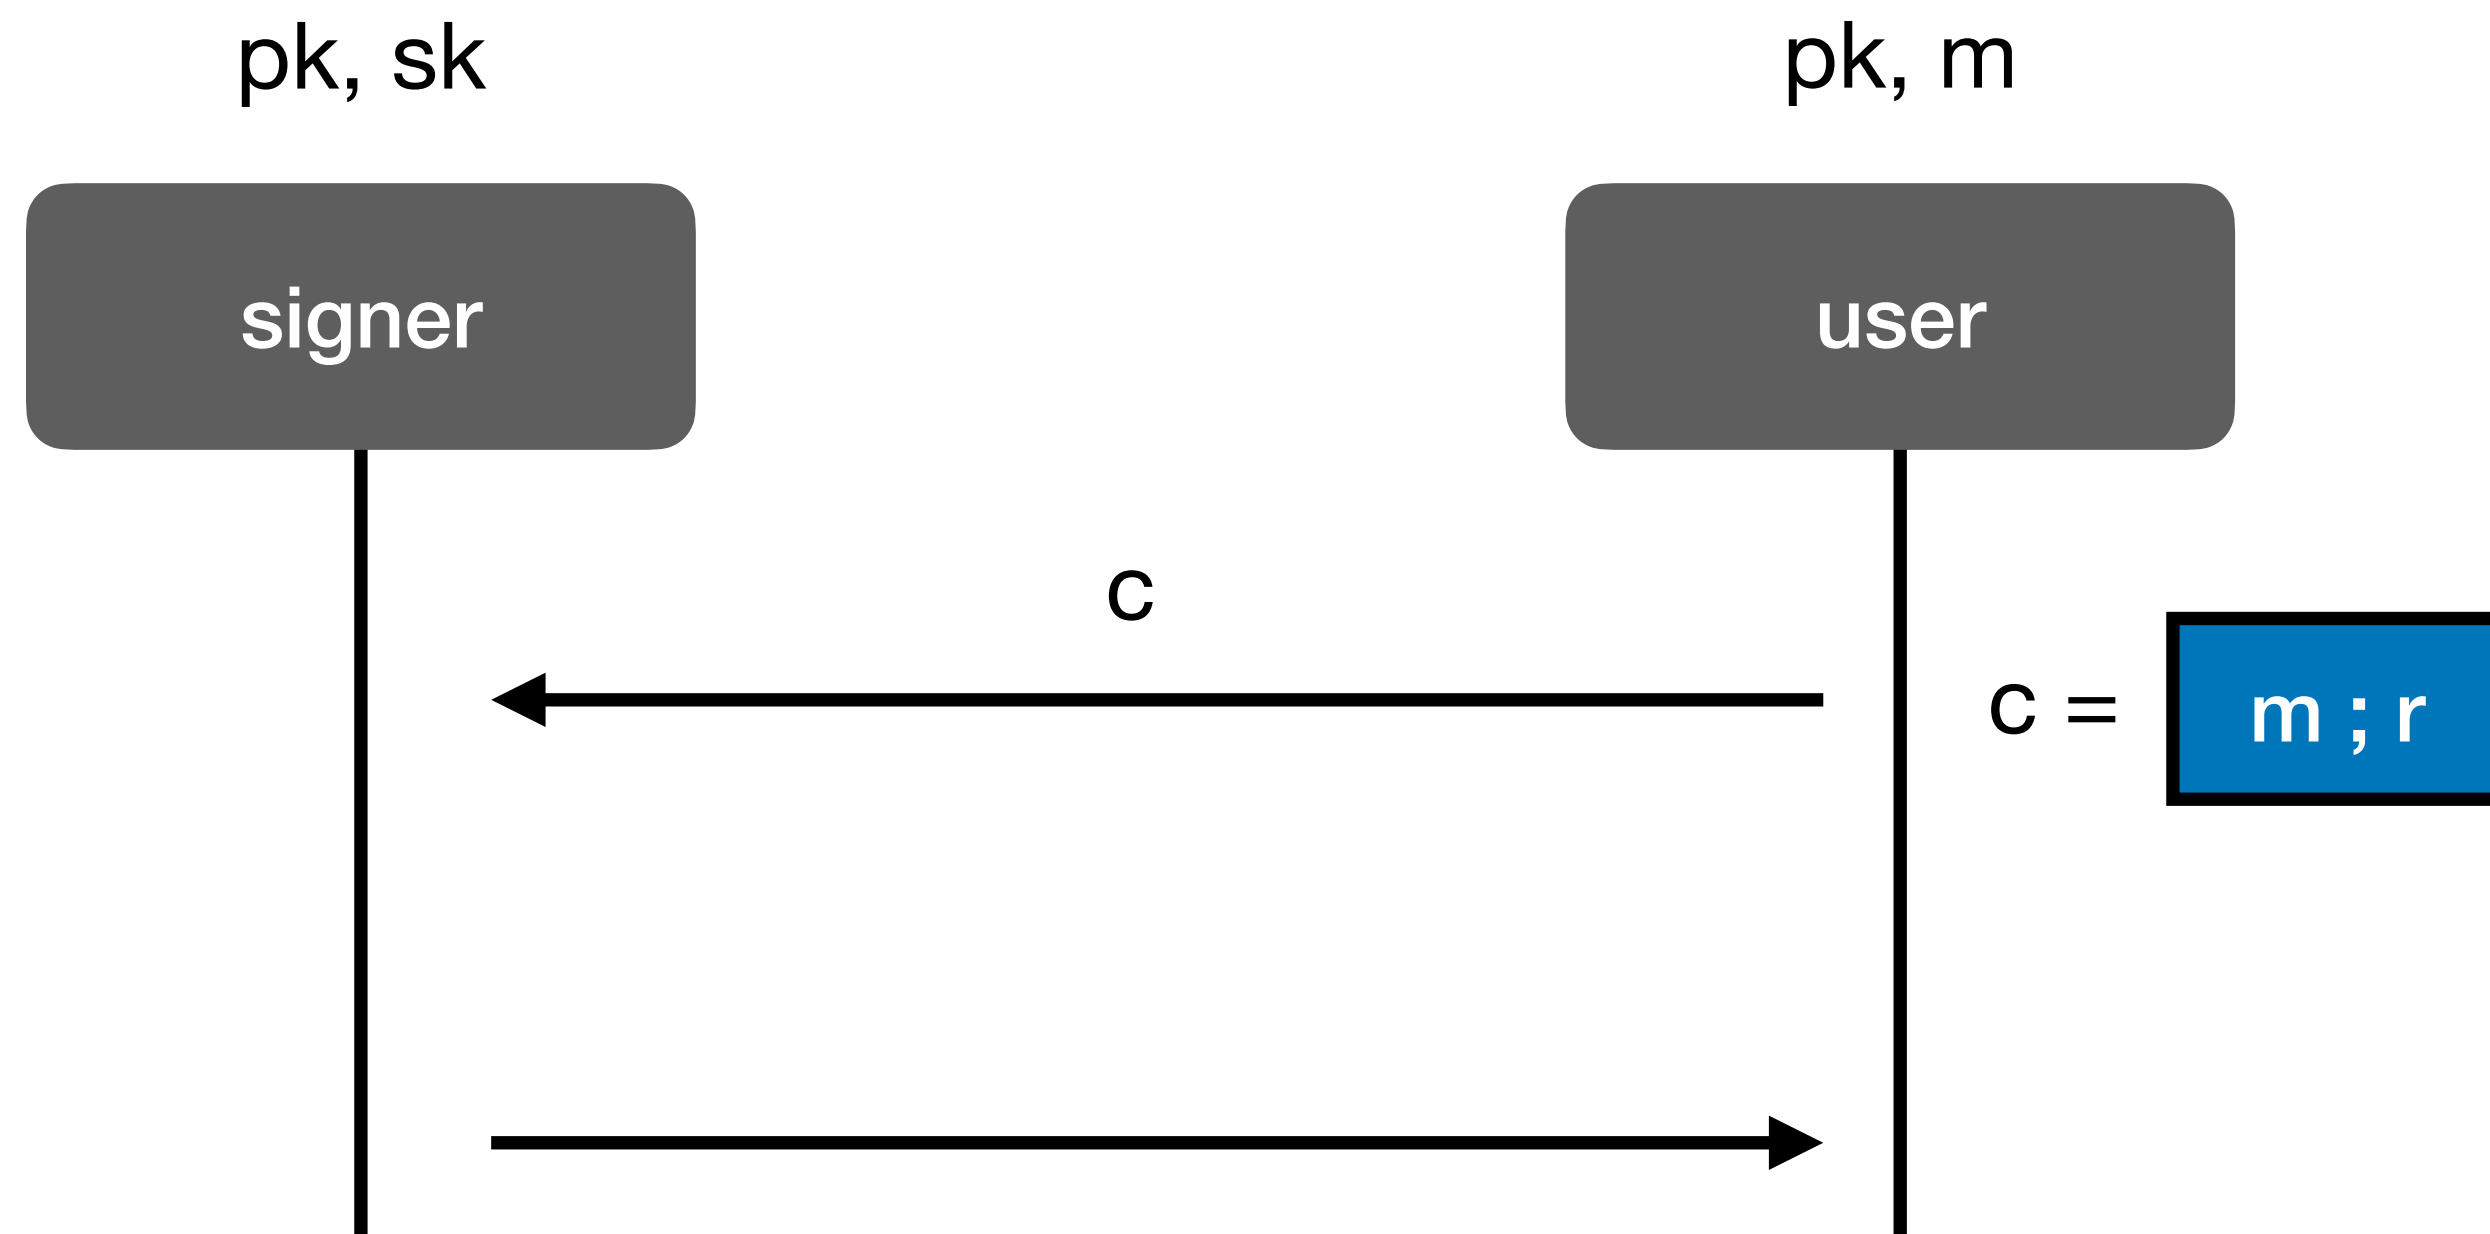 pk, sk
pk, m
signer
user
c
c =
m ; r